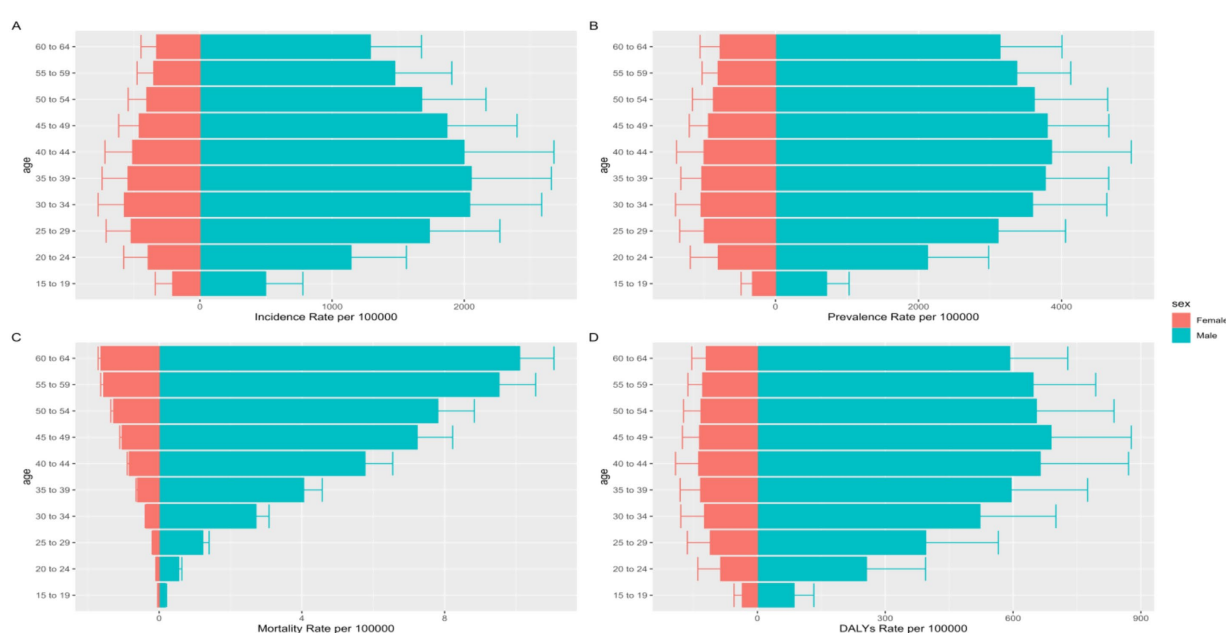 A
60 to 64
55 to 59
50 to 54
45 to 49
40 to 44
35 to 39
30 to 34
25 to 29
20 to 24
15 to 19
age
0 1000 2000
Incidence Rate per 100000
B
60 to 64
55 to 59
50 to 54
45 to 49
40 to 44
35 to 39
30 to 34
25 to 29
20 to 24
15 to 19
age
0 2000 4000
Prevalence Rate per 100000
sex
Female
Male
C
60 to 64
55 to 59
50 to 54
45 to 49
40 to 44
35 to 39
30 to 34
25 to 29
20 to 24
15 to 19
age
0 4 8
Mortality Rate per 100000
D
60 to 64
55 to 59
50 to 54
45 to 49
40 to 44
35 to 39
30 to 34
25 to 29
20 to 24
15 to 19
age
0 300 600 900
DALYs Rate per 100000